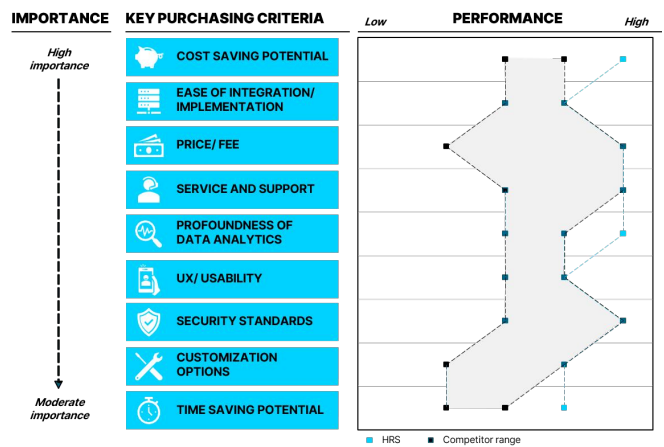 IMPORTANCE
KEY PURCHASING CRITERIA
Low
PERFORMANCE
High
High
importance
COST SAVING POTENTIAL
EASE OF INTEGRATION/
IMPLEMENTATION
PRICE/ FEE
SERVICE AND SUPPORT
PROFOUNDNESS OF
DATA ANALYTICS
UX/ USABILITY
SECURITY STANDARDS
CUSTOMIZATION
OPTIONS
TIME SAVING POTENTIAL
Moderate
importance
HRS
Competitor range